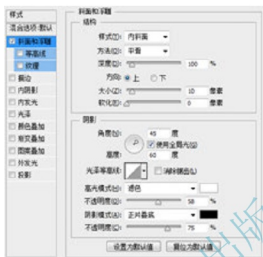 样式
混合选项:默认
斜面和浮雕
等高线
纹理
描边
内阴影
内发光
光泽
颜色叠加
渐变叠加
图案叠加
外发光
投影
斜面和浮雕
结构
样式(T): 内斜面
方法(Q): 平滑
深度(D): 100 %
方向: 上 下
大小(Z): 10 像素
软化(F): 0 像素
阴影
角度(N): 45 度
使用全局光(G)
高度: 60 度
光泽等高线: 消除锯齿(L)
高光模式(H): 滤色
不透明度(O): 58 %
阴影模式(A): 正片叠底
不透明度(C): 75 %
设置为默认值 复位为默认值